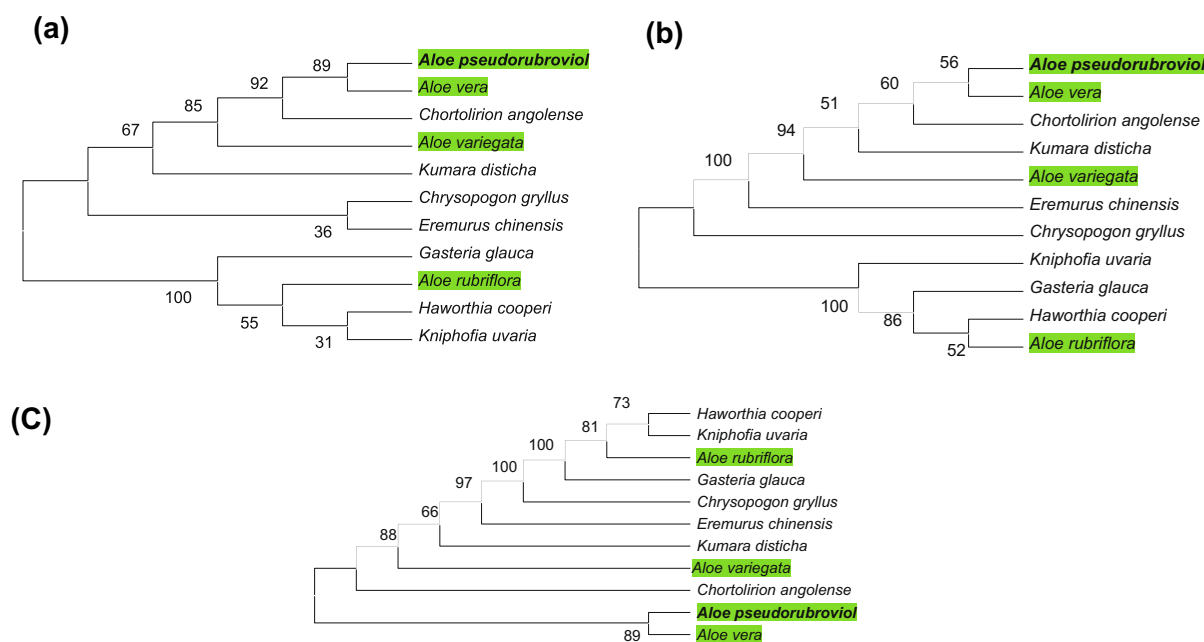 (a)
89
Aloe pseudorubroviol
92
Aloe vera
85
Chortolirion angolense
67
Aloe variegata
Kumara disticha
Chrysopogon gryllus
36
Eremurus chinensis
Gasteria glauca
100
Aloe rubriflora
55
Haworthia cooperi
31
Kniphofia uvaria
(b)
56
Aloe pseudorubroviol
60
Aloe vera
51
Chortolirion angolense
94
Kumara disticha
100
Aloe variegata
Eremurus chinensis
Chrysopogon gryllus
Kniphofia uvaria
100
Gasteria glauca
86
Haworthia cooperi
52
Aloe rubriflora
(C)
73
Haworthia cooperi
81
Kniphofia uvaria
100
Aloe rubriflora
100
Gasteria glauca
97
Chrysopogon gryllus
66
Eremurus chinensis
88
Kumara disticha
Aloe variegata
Chortolirion angolense
Aloe pseudorubroviol
89
Aloe vera